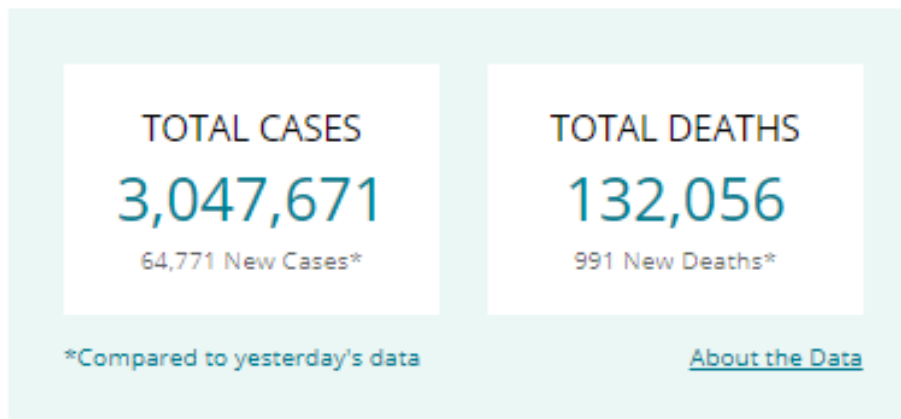 TOTAL CASES
3,047,671
64,771 New Cases*
TOTAL DEATHS
132,056
991 New Deaths*
*Compared to yesterday's data
About the Data